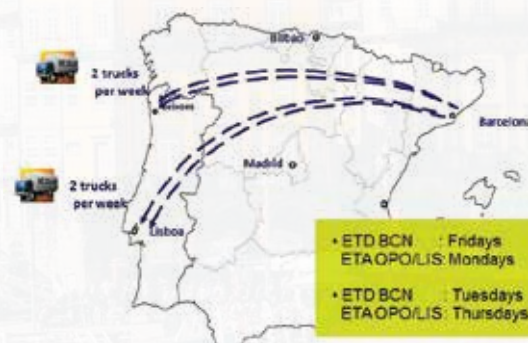 Bilbao
2 trucks
per week
Barcelona
Madrid
2 trucks
per week
Lisboa
• ETD BCN : Fridays
ETA OPO/LIS: Mondays
• ETD BCN : Tuesdays
ETA OPO/LIS: Thursdays